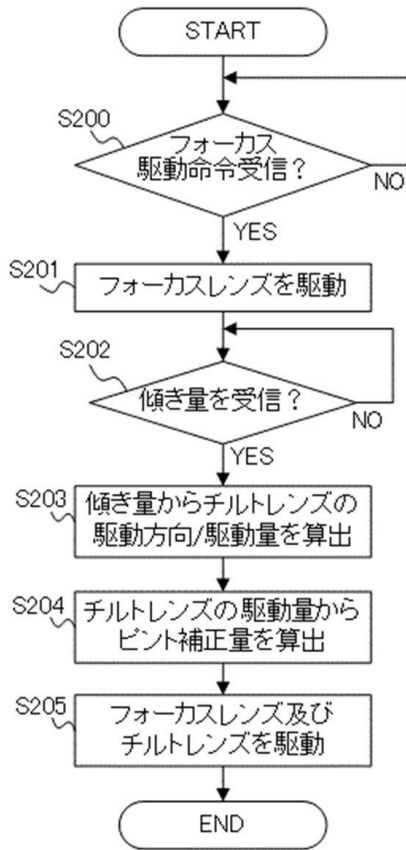 START
S200
フォーカス
駆動命令受信？
NO
YES
S201
フォーカスレンズを駆動
S202
傾き量を受信？
NO
YES
S203
傾き量からチルトレンズの
駆動方向/駆動量を算出
S204
チルトレンズの駆動量から
ピント補正量を算出
S205
フォーカスレンズ及び
チルトレンズを駆動
END